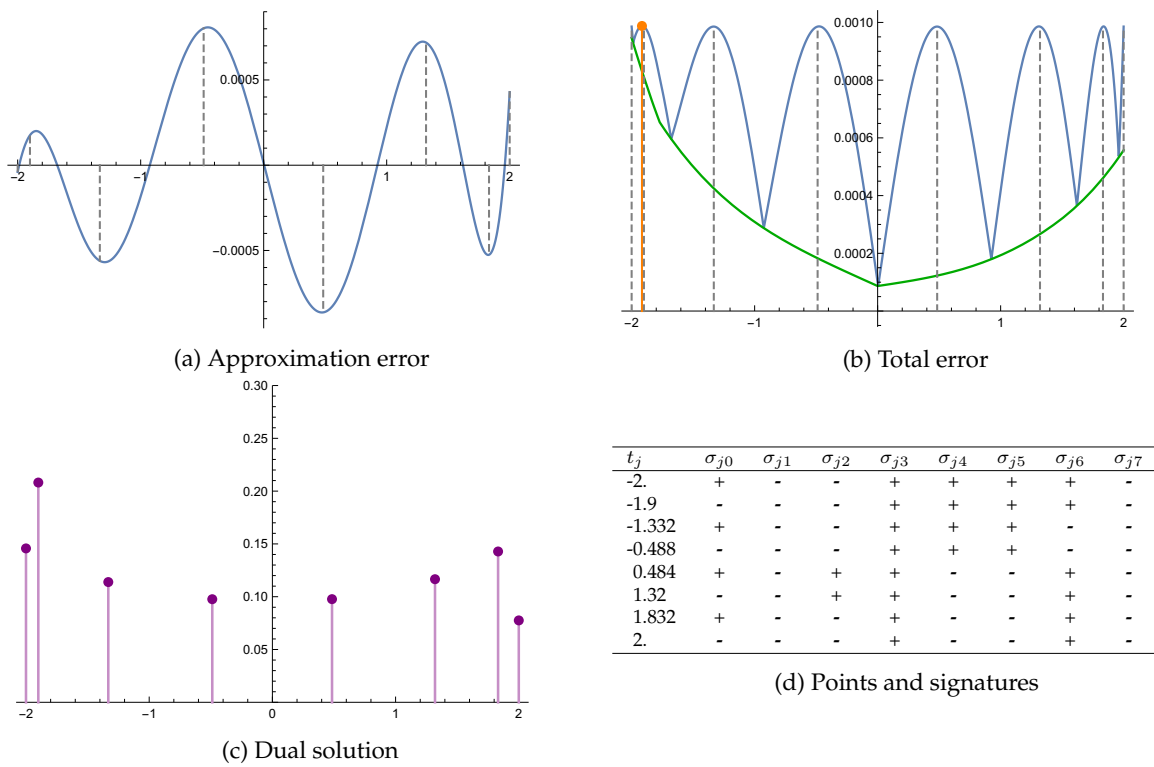 0.0005
-2 -1 1 2
−0.0005
(a) Approximation error
0.0010
0.0008
0.0006
0.0004
0.0002
-2 -1 0 1 2
(b) Total error
0.30
0.25
0.20
0.15
0.10
0.05
-2 -1 0 1 2
(c) Dual solution
t_j σ_j0 σ_j1 σ_j2 σ_j3 σ_j4 σ_j5 σ_j6 σ_j7
-2. + - - + + + + -
-1.9 - - - + + + + -
-1.332 + - - + + + - -
-0.488 - - - + + + - -
0.484 + - + + - - + -
1.32 - - + + - - + -
1.832 + - - + - - + -
2. - - - + - - + -
(d) Points and signatures